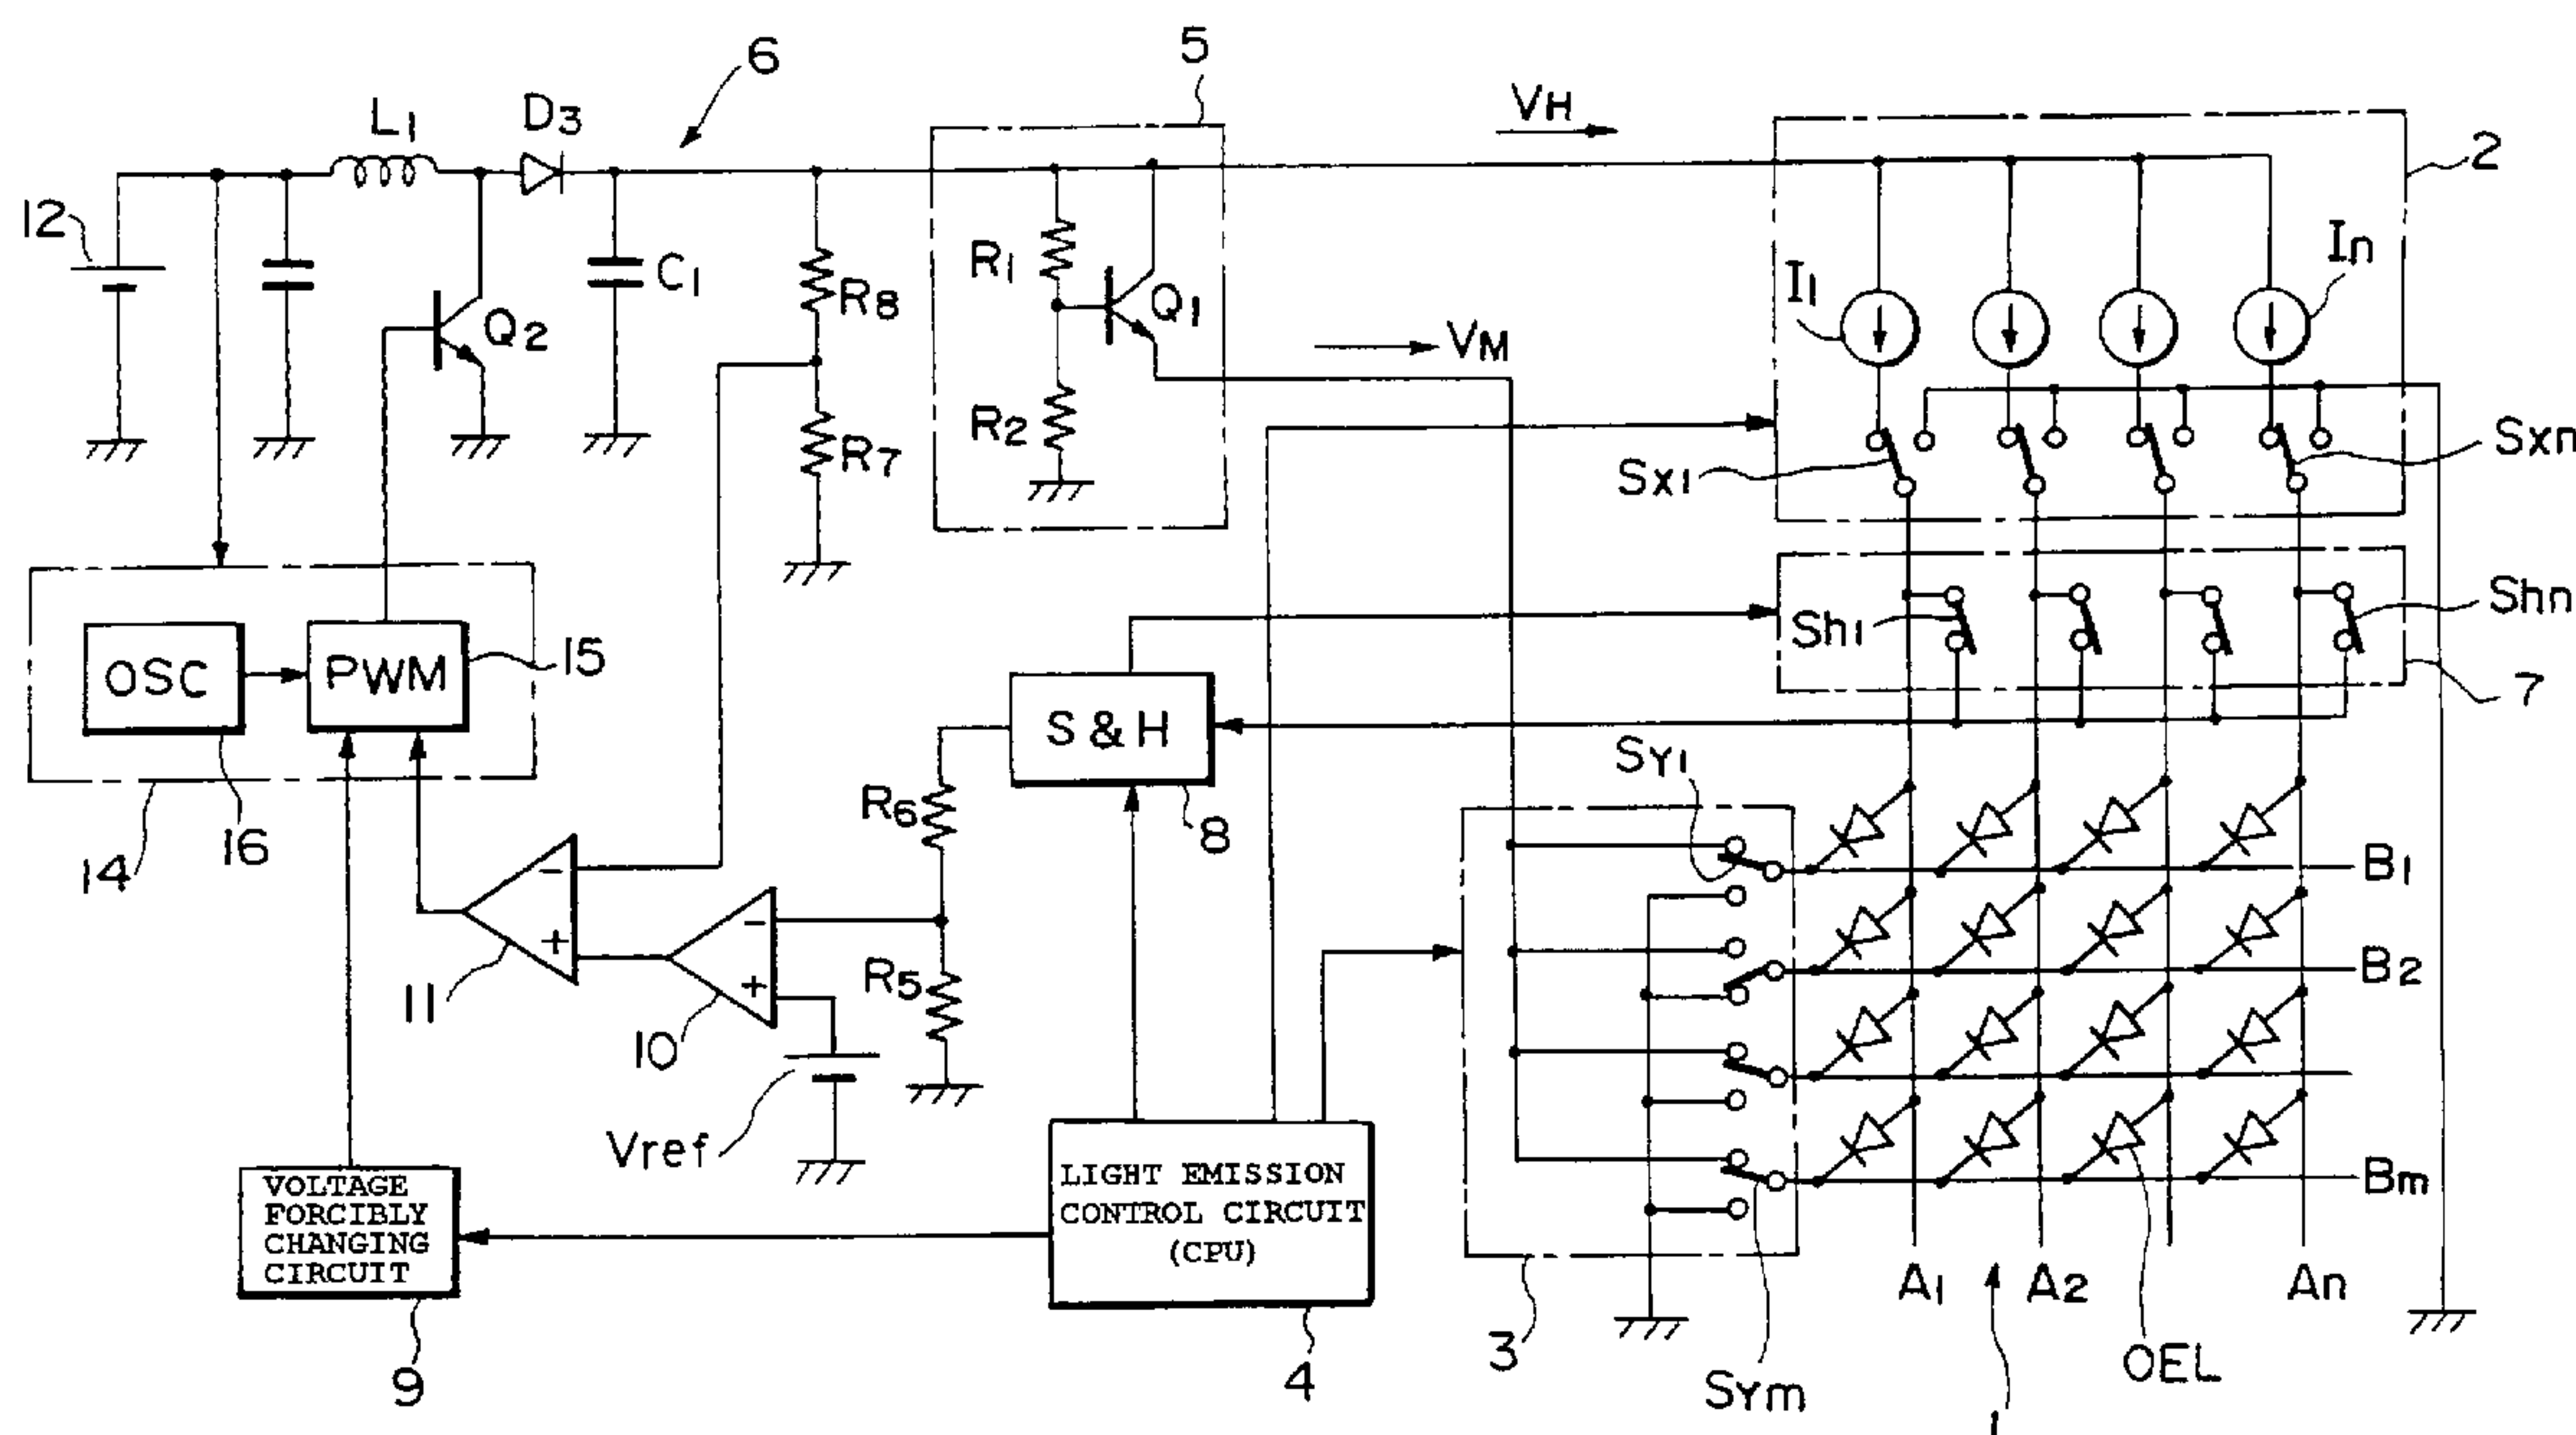 6
5
VH
L1
D3
2
12
C1
R8
R1
Q1
Q2
VM
I1
In
R2
R7
Sx1
Sxn
Sh1
Shn
OSC
PWM
15
7
S & H
SY1
R6
8
14
16
−
+
11
−
+
10
R5
B1
B2
Bm
Vref
VOLTAGE
FORCIBLY
CHANGING
CIRCUIT
LIGHT EMISSION
CONTROL CIRCUIT
(CPU)
A1
A2
An
9
4
3
SYm
OEL
1